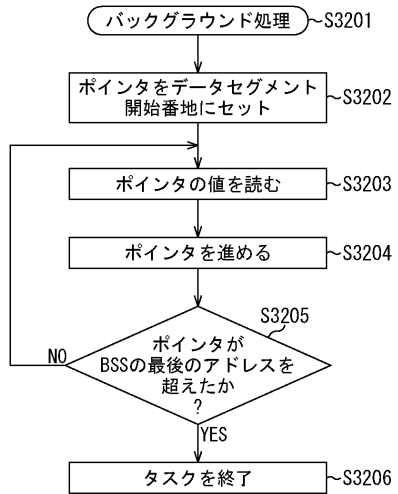 バックグラウンド処理
S3201
ポインタをデータセグメント
開始番地にセット
S3202
ポインタの値を読む
S3203
ポインタを進める
S3204
S3205
ポインタが
BSSの最後のアドレスを
超えたか
?
NO
YES
タスクを終了
S3206